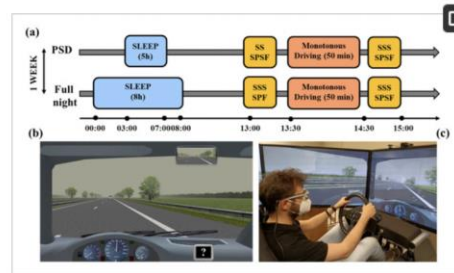 (a)
PSD
SLEEP
(5h)
SS
SPSF
Monotonous
Driving (50 min)
SSS
SPSF
1 WEEK
Full
night
SLEEP
(8h)
SSS
SPF
Monotonous
Driving (50 min)
SSS
SPSF
00:00
03:00
07:00
08:00
13:00
13:30
14:30
15:00
(b)
(c)
?